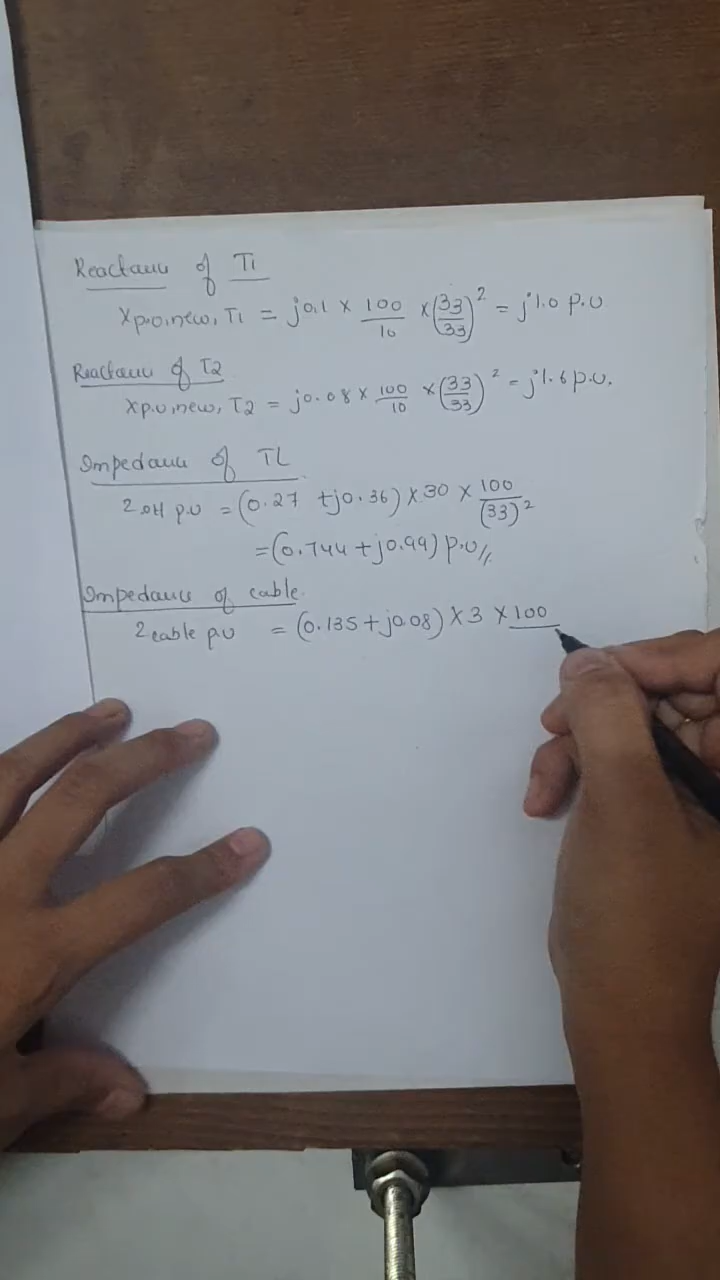 Reactance of T1
Xp.u,new, T1 = j0.1 × 100/10 × (33/33)² = j1.0 p.u
Reactance of T2
Xp.u,new, T2 = j0.08 × 100/10 × (33/33)² = j1.6 p.u.
Impedance of TL
Z OH p.u = (0.27 + j0.36) × 30 × 100/(33)²
= (0.744 + j0.99) p.u //
Impedance of cable
Z cable p.u = (0.135 + j0.08) × 3 × 100